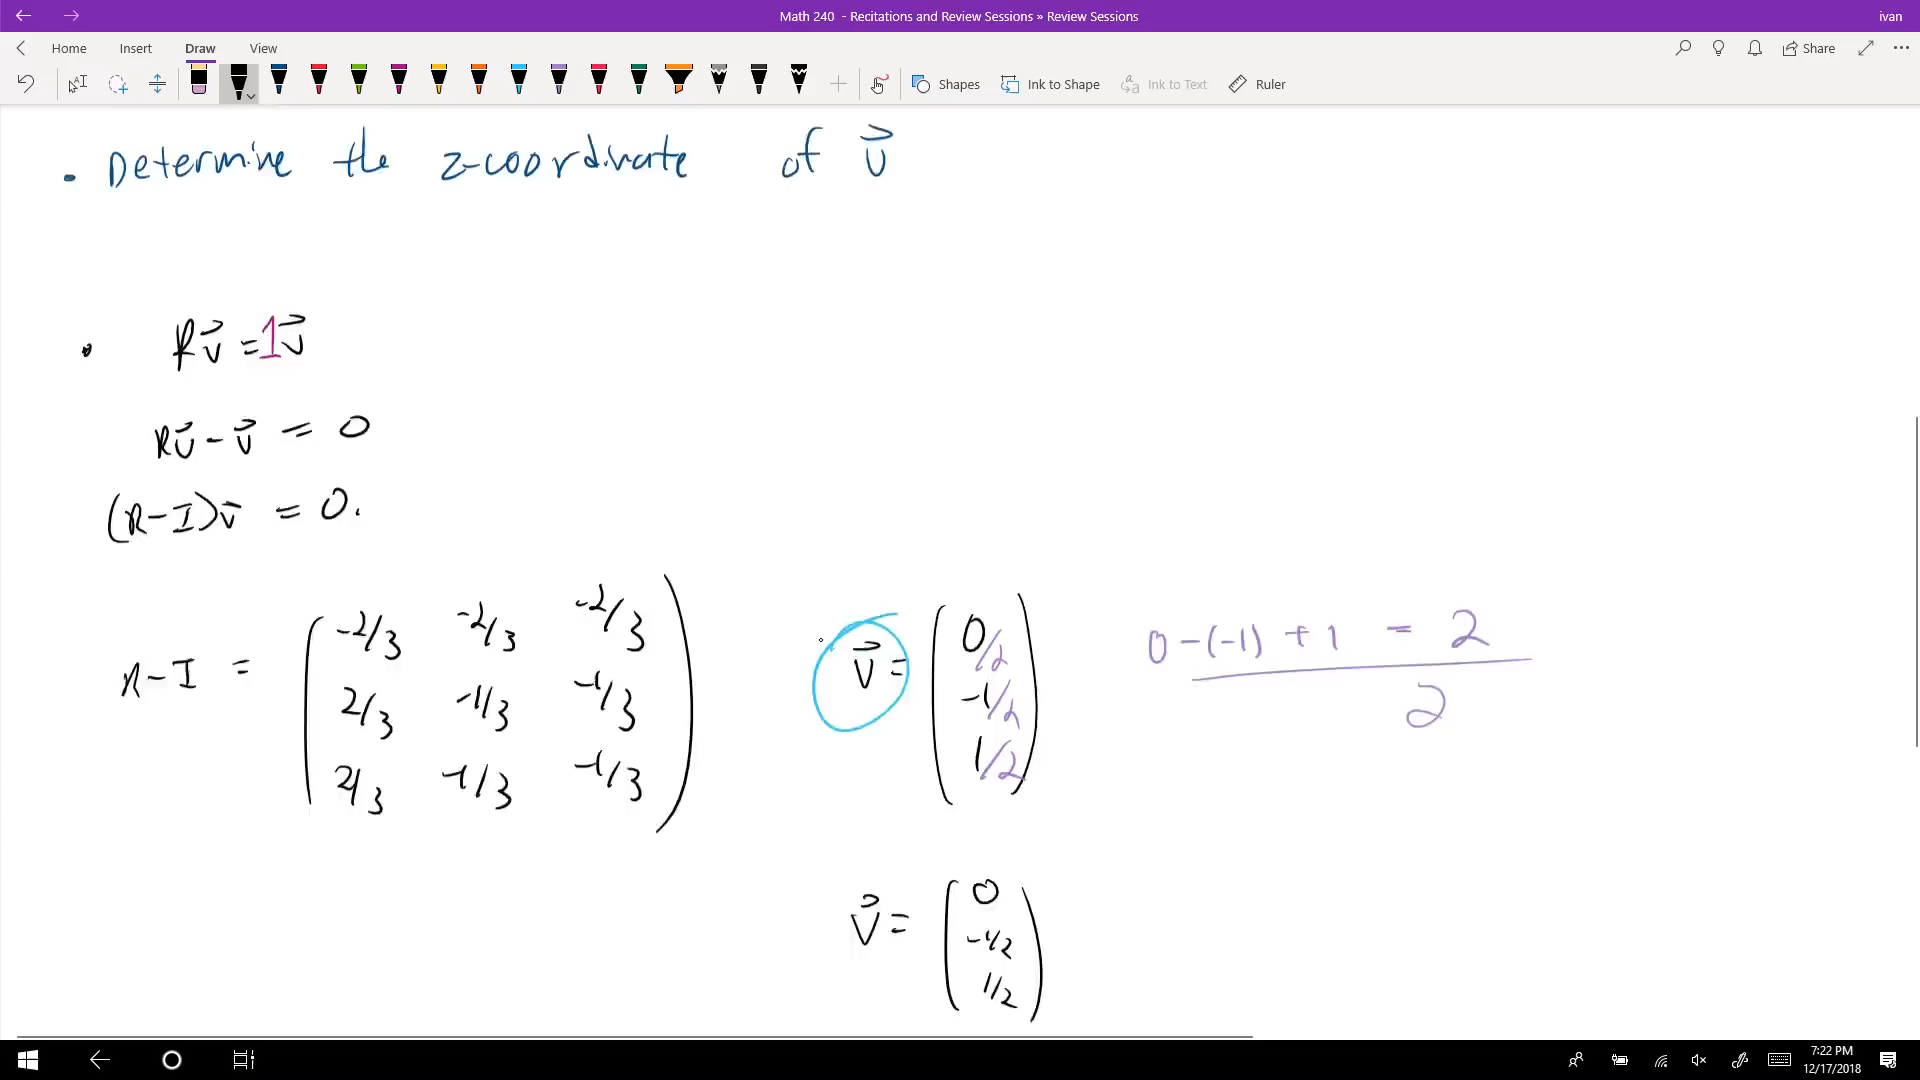 Math 240 - Recitations and Review Sessions » Review Sessions
ivan
Home Insert Draw View
Share
Shapes Ink to Shape Ink to Text Ruler
• Determine the z-coordinate of v⃗
• Rv⃗ = 1v⃗
Rv⃗ - v⃗ = 0
(R-I)v⃗ = 0.
R-I = ( -2/3 -2/3 -2/3
2/3 -1/3 -1/3
2/3 -1/3 -1/3 )
v⃗ = ( 0/2
-1/2
1/2 )
0 -(-1) + 1 = 2
2
v⃗ = ( 0
-1/2
1/2 )
7:22 PM
12/17/2018